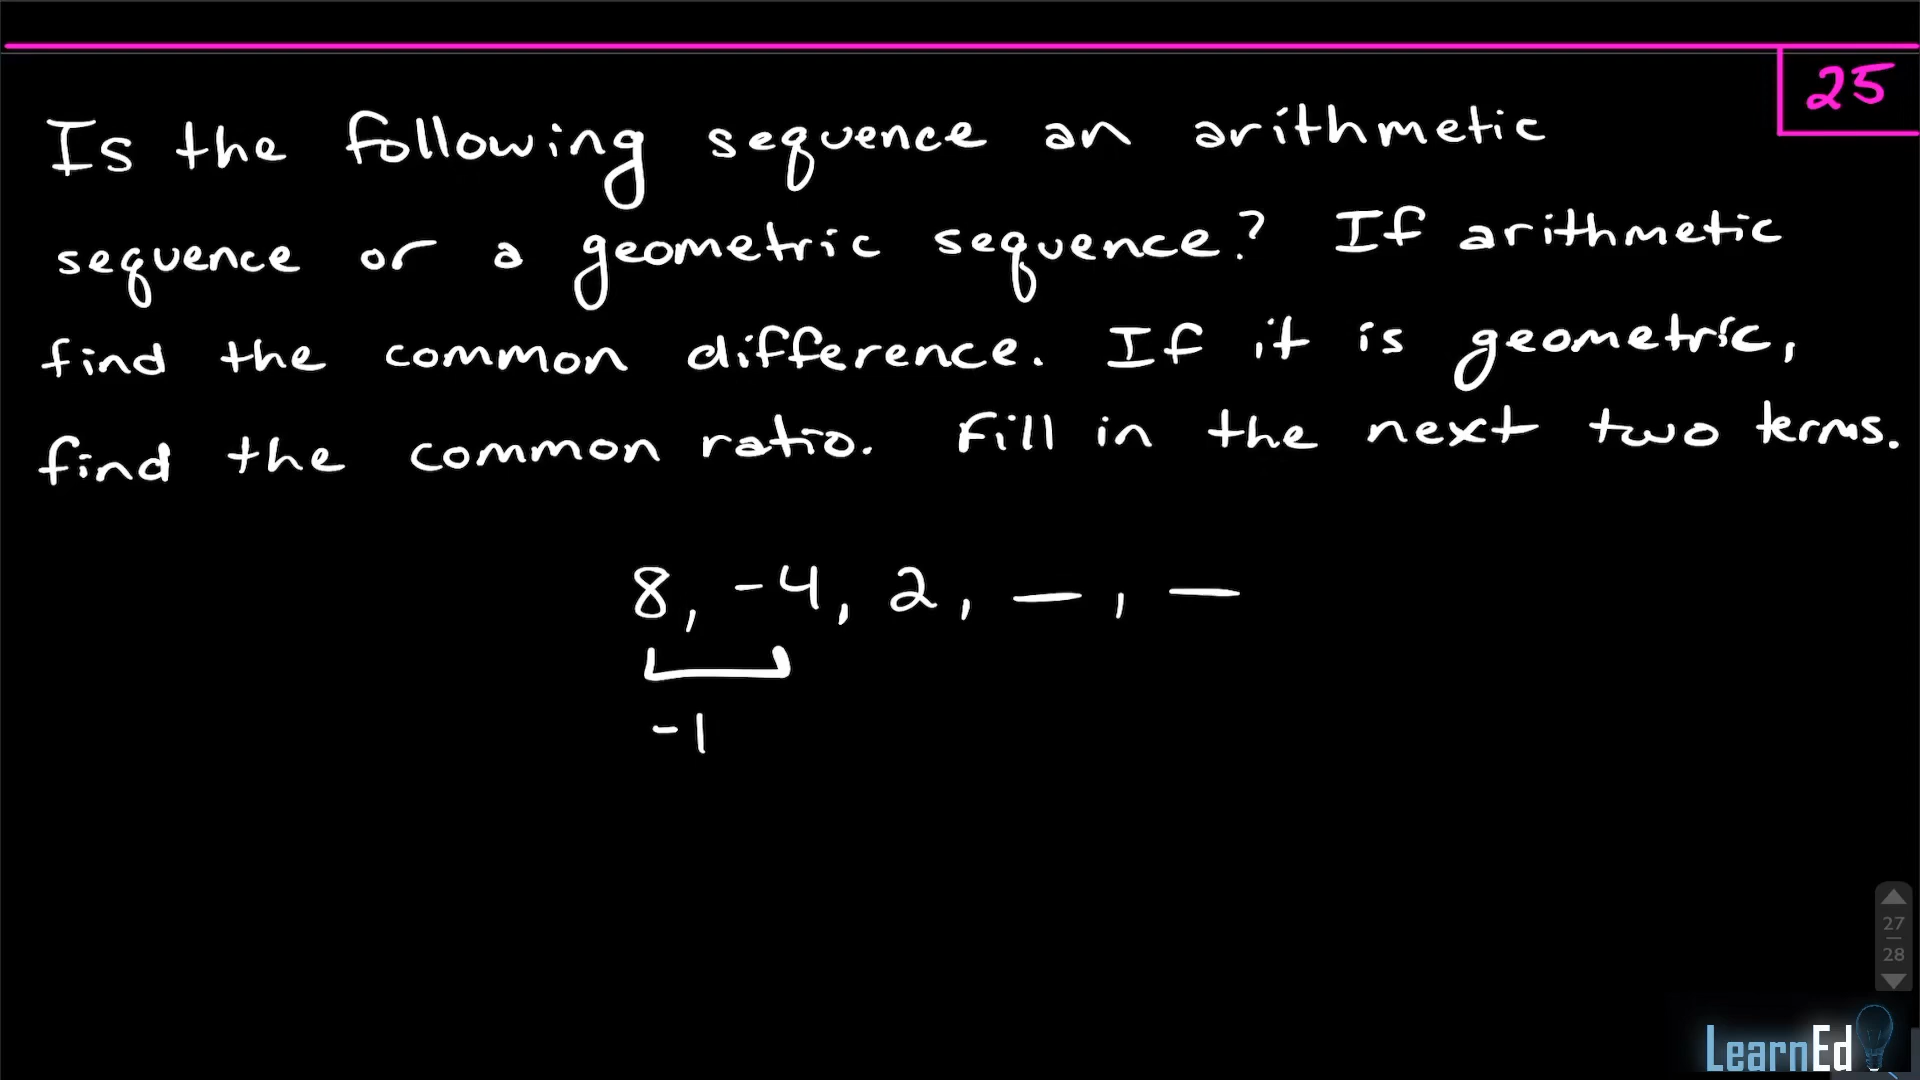 25
Is the following sequence an arithmetic
sequence or a geometric sequence? If arithmetic
find the common difference. If it is geometric,
find the common ratio. Fill in the next two terms.
8, -4, 2, _, _
-1
27
28
LearnEd